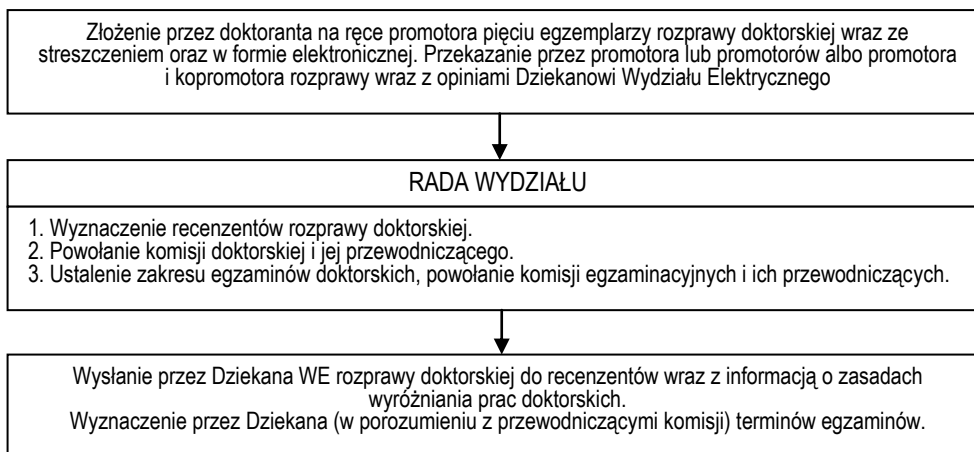 Złożenie przez doktoranta na ręce promotora pięciu egzemplarzy rozprawy doktorskiej wraz ze
streszczeniem oraz w formie elektronicznej. Przekazanie przez promotora lub promotorów albo promotora
i kopromotora rozprawy wraz z opiniami Dziekanowi Wydziału Elektrycznego
RADA WYDZIAŁU
1. Wyznaczenie recenzentów rozprawy doktorskiej.
2. Powołanie komisji doktorskiej i jej przewodniczącego.
3. Ustalenie zakresu egzaminów doktorskich, powołanie komisji egzaminacyjnych i ich przewodniczących.
Wysłanie przez Dziekana WE rozprawy doktorskiej do recenzentów wraz z informacją o zasadach
wyróżniania prac doktorskich.
Wyznaczenie przez Dziekana (w porozumieniu z przewodniczącymi komisji) terminów egzaminów.